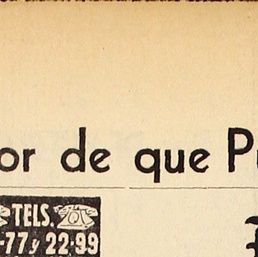 or de que P
TELS.
-77 y 22-99